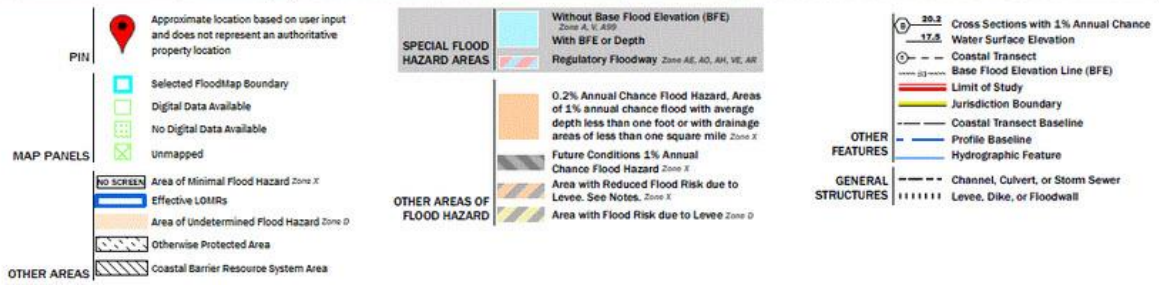 PIN
Approximate location based on user input
and does not represent an authoritative
property location
MAP PANELS
Selected FloodMap Boundary
Digital Data Available
No Digital Data Available
Unmapped
OTHER AREAS
NO SCREEN Area of Minimal Flood Hazard Zone X
Effective LOMRs
Area of Undetermined Flood Hazard Zone D
Otherwise Protected Area
Coastal Barrier Resource System Area
SPECIAL FLOOD
HAZARD AREAS
Without Base Flood Elevation (BFE)
Zone A, V, A99
With BFE or Depth
Regulatory Floodway Zone AE, AO, AH, VE, AR
OTHER AREAS OF
FLOOD HAZARD
0.2% Annual Chance Flood Hazard, Areas
of 1% annual chance flood with average
depth less than one foot or with drainage
areas of less than one square mile Zone X
Future Conditions 1% Annual
Chance Flood Hazard Zone X
Area with Reduced Flood Risk due to
Levee. See Notes. Zone X
Area with Flood Risk due to Levee Zone D
OTHER
FEATURES
20.2 Cross Sections with 1% Annual Chance
17.5 Water Surface Elevation
Coastal Transect
Base Flood Elevation Line (BFE)
Limit of Study
Jurisdiction Boundary
Coastal Transect Baseline
Profile Baseline
Hydrographic Feature
GENERAL
STRUCTURES
Channel, Culvert, or Storm Sewer
Levee, Dike, or Floodwall